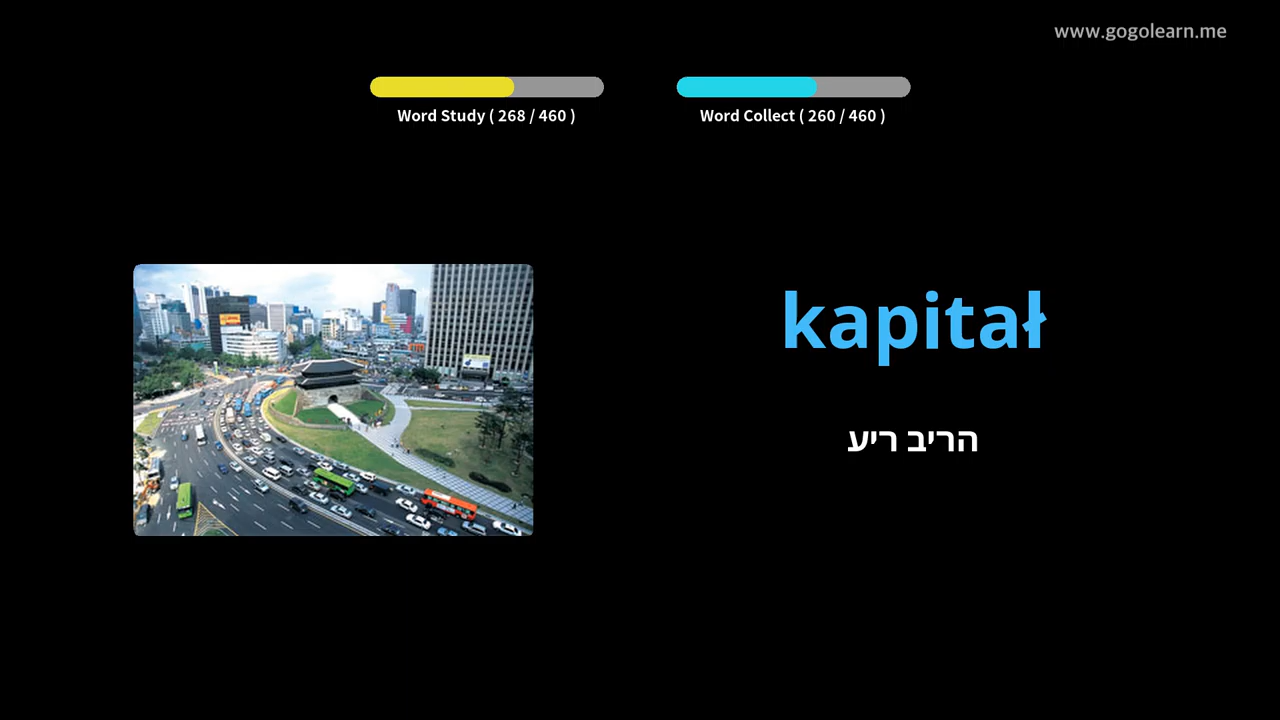 www.gogolearn.me
Word Study ( 268 / 460 )
Word Collect ( 260 / 460 )
kapitał
הריב ריע